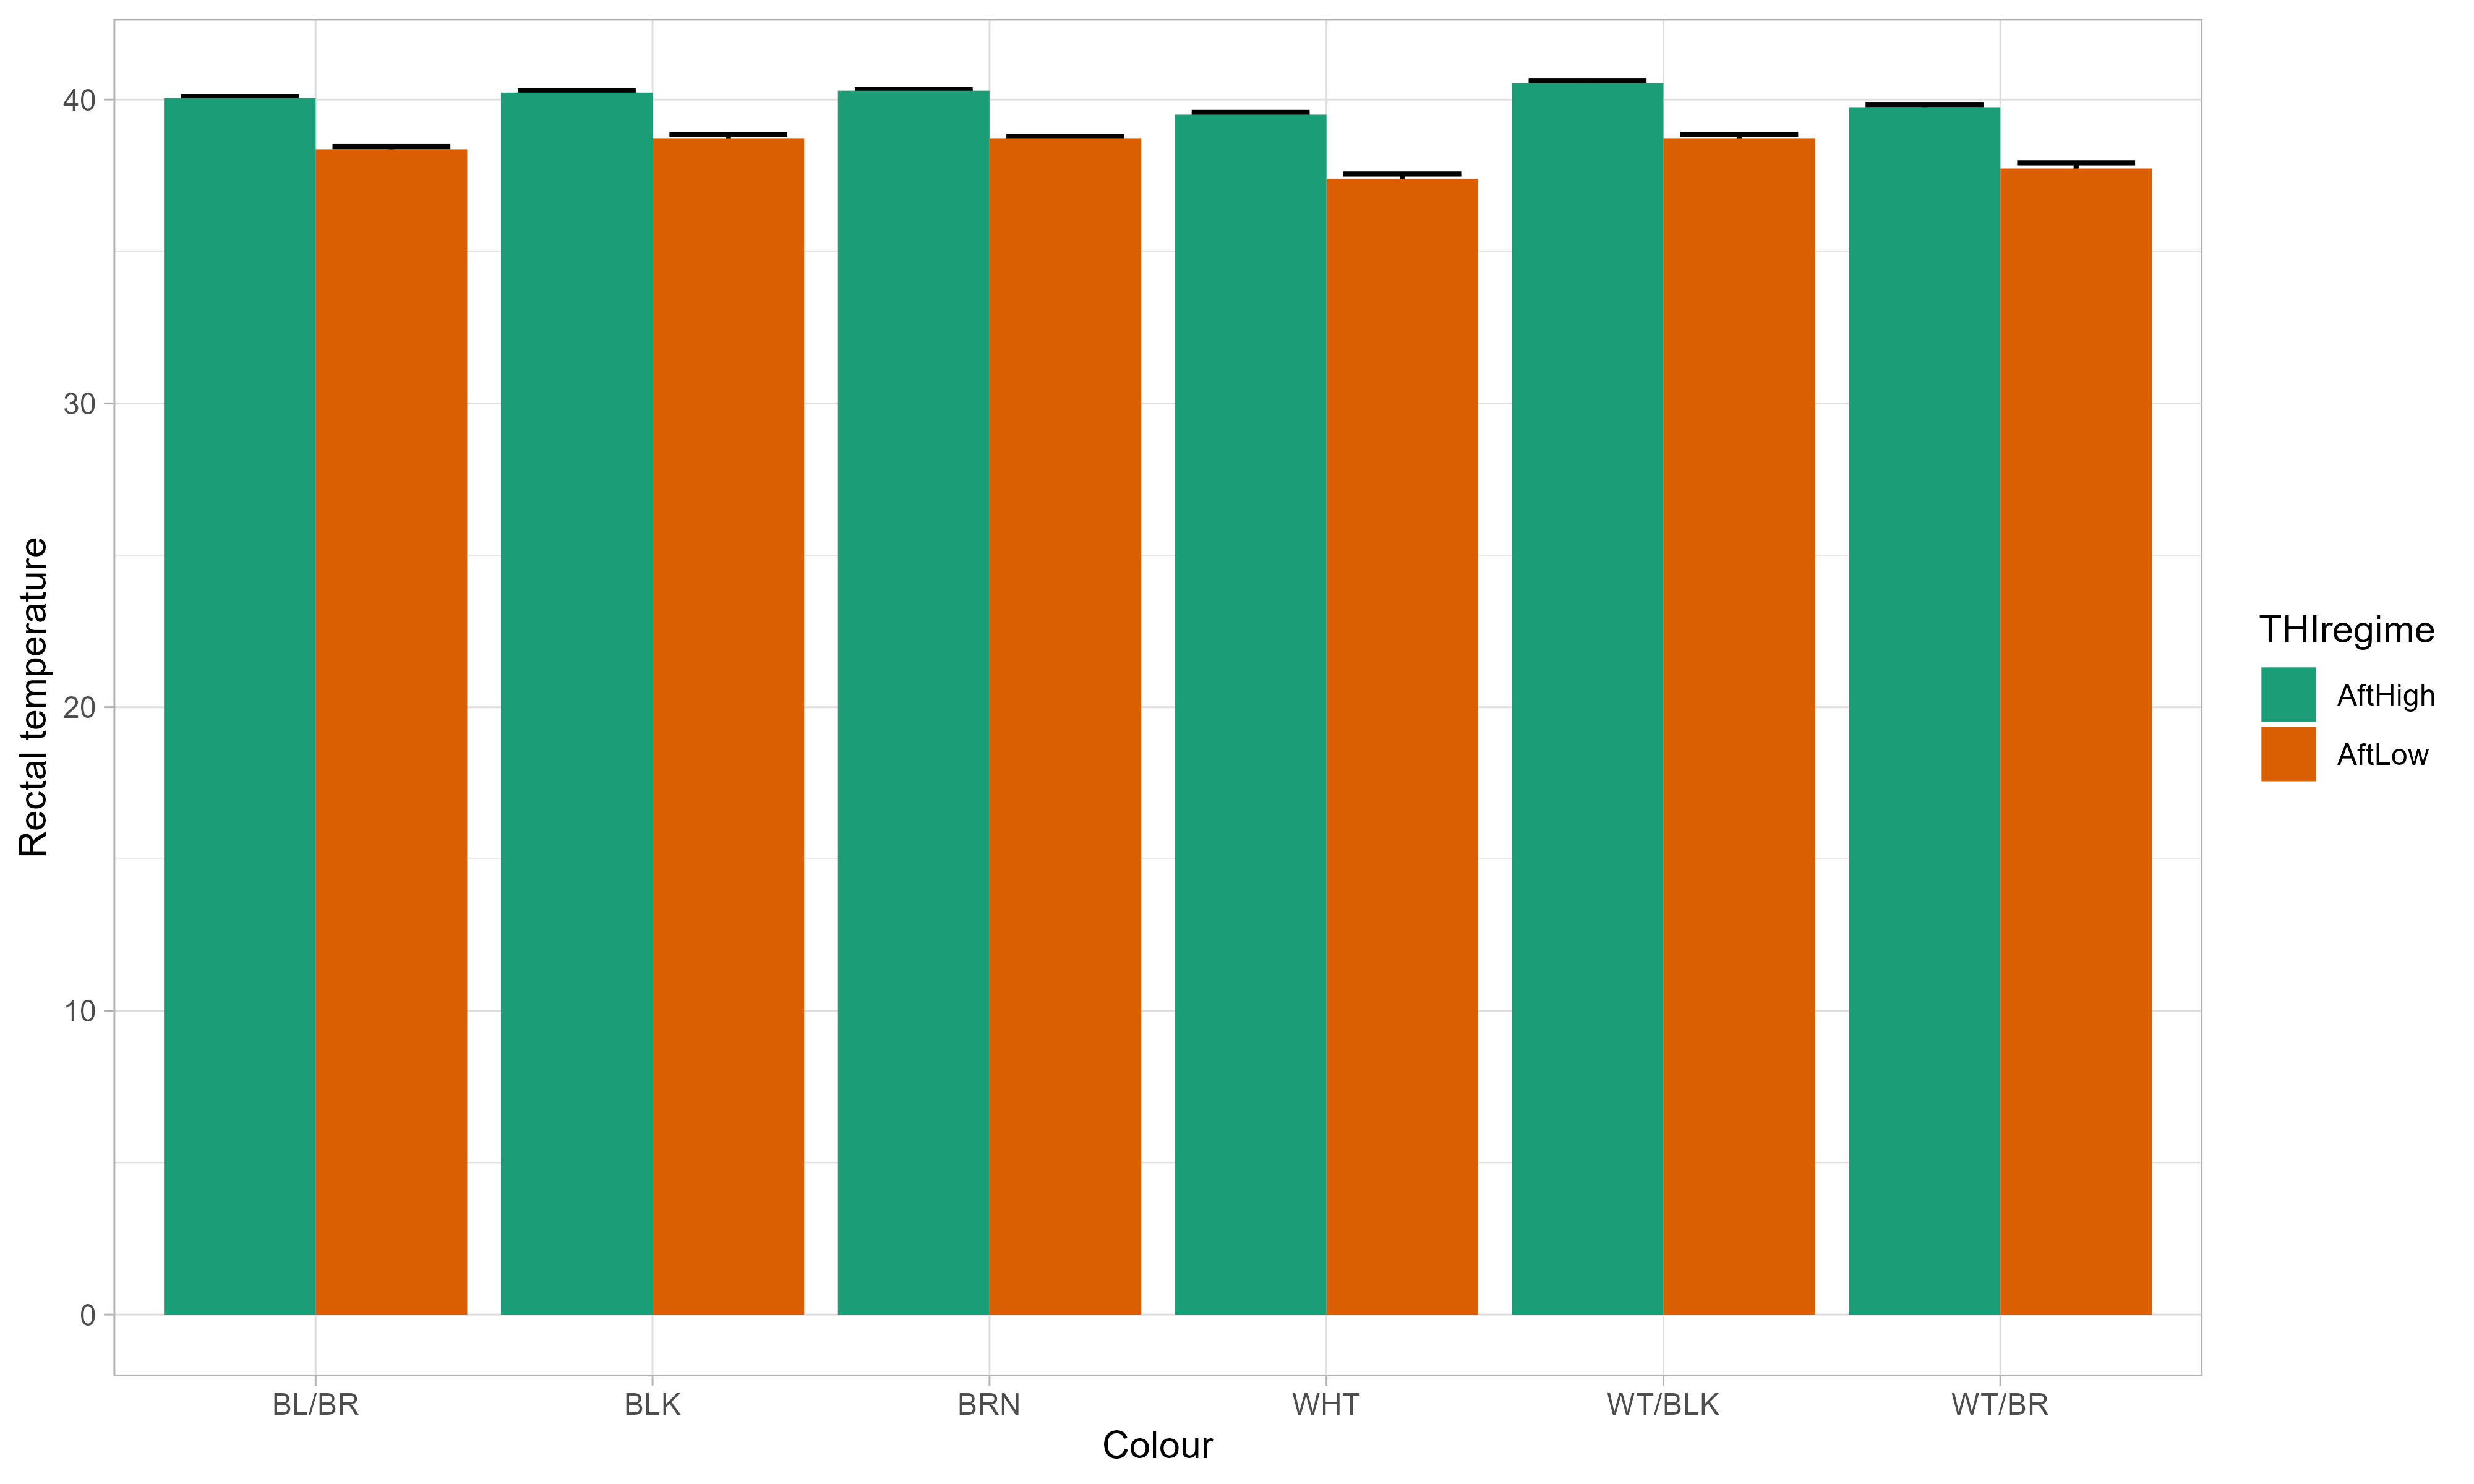 Rectal temperature
40
30
20
10
0
BL/BR BLK BRN WHT WT/BLK WT/BR
Colour
THIregime
AftHigh
AftLow